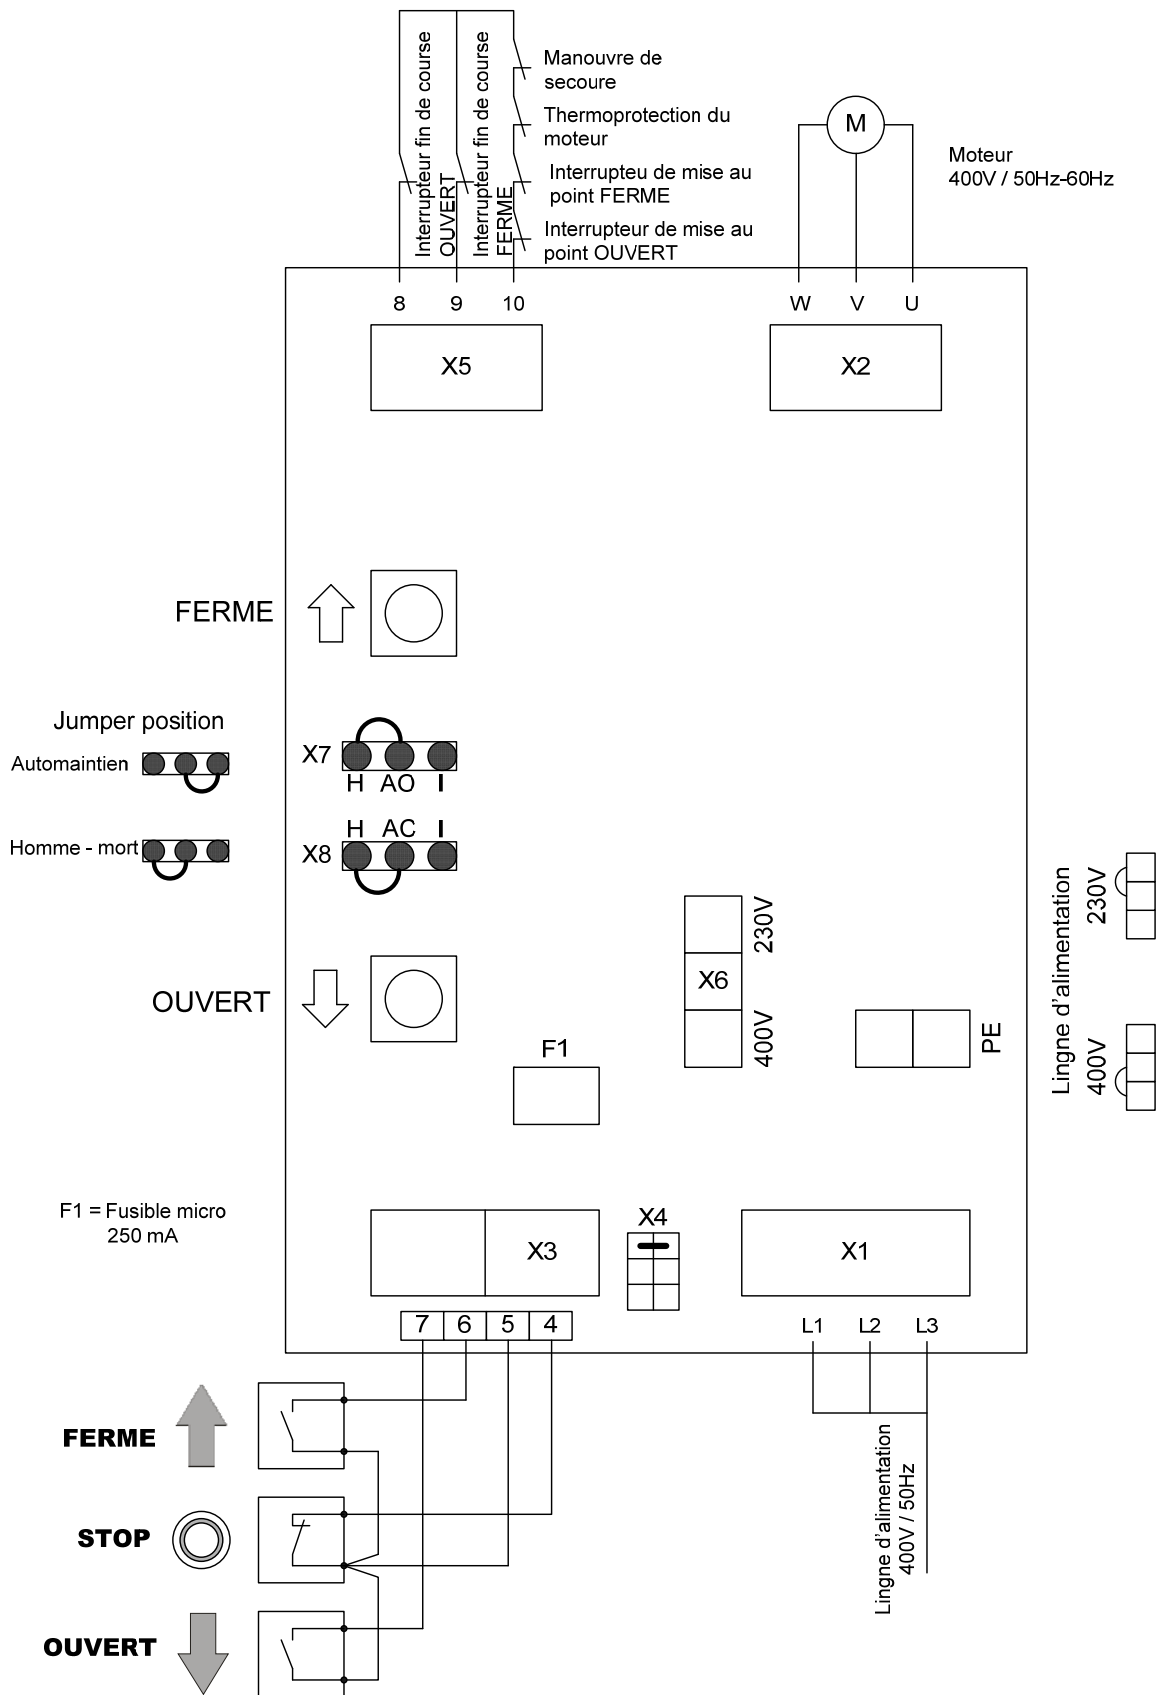 Interrupteur fin de course
OUVERT
Interrupteur fin de course
FERME
Manouvre de
secoure
Thermoprotection du
moteur
Interrupteu de mise au
point FERME
Interrupteur de mise au
point OUVERT
M
Moteur
400V / 50Hz-60Hz
8 9 10
W V U
X5
X2
FERME
Jumper position
Automaintien
X7
H AO I
H AC I
Homme - mort
X8
230V
X6
400V
OUVERT
F1
PE
Lingne d'alimentation
230V
400V
F1 = Fusible micro
250 mA
X3
X4
X1
7 6 5 4
L1 L2 L3
FERME
STOP
OUVERT
Lingne d'alimentation
400V / 50Hz